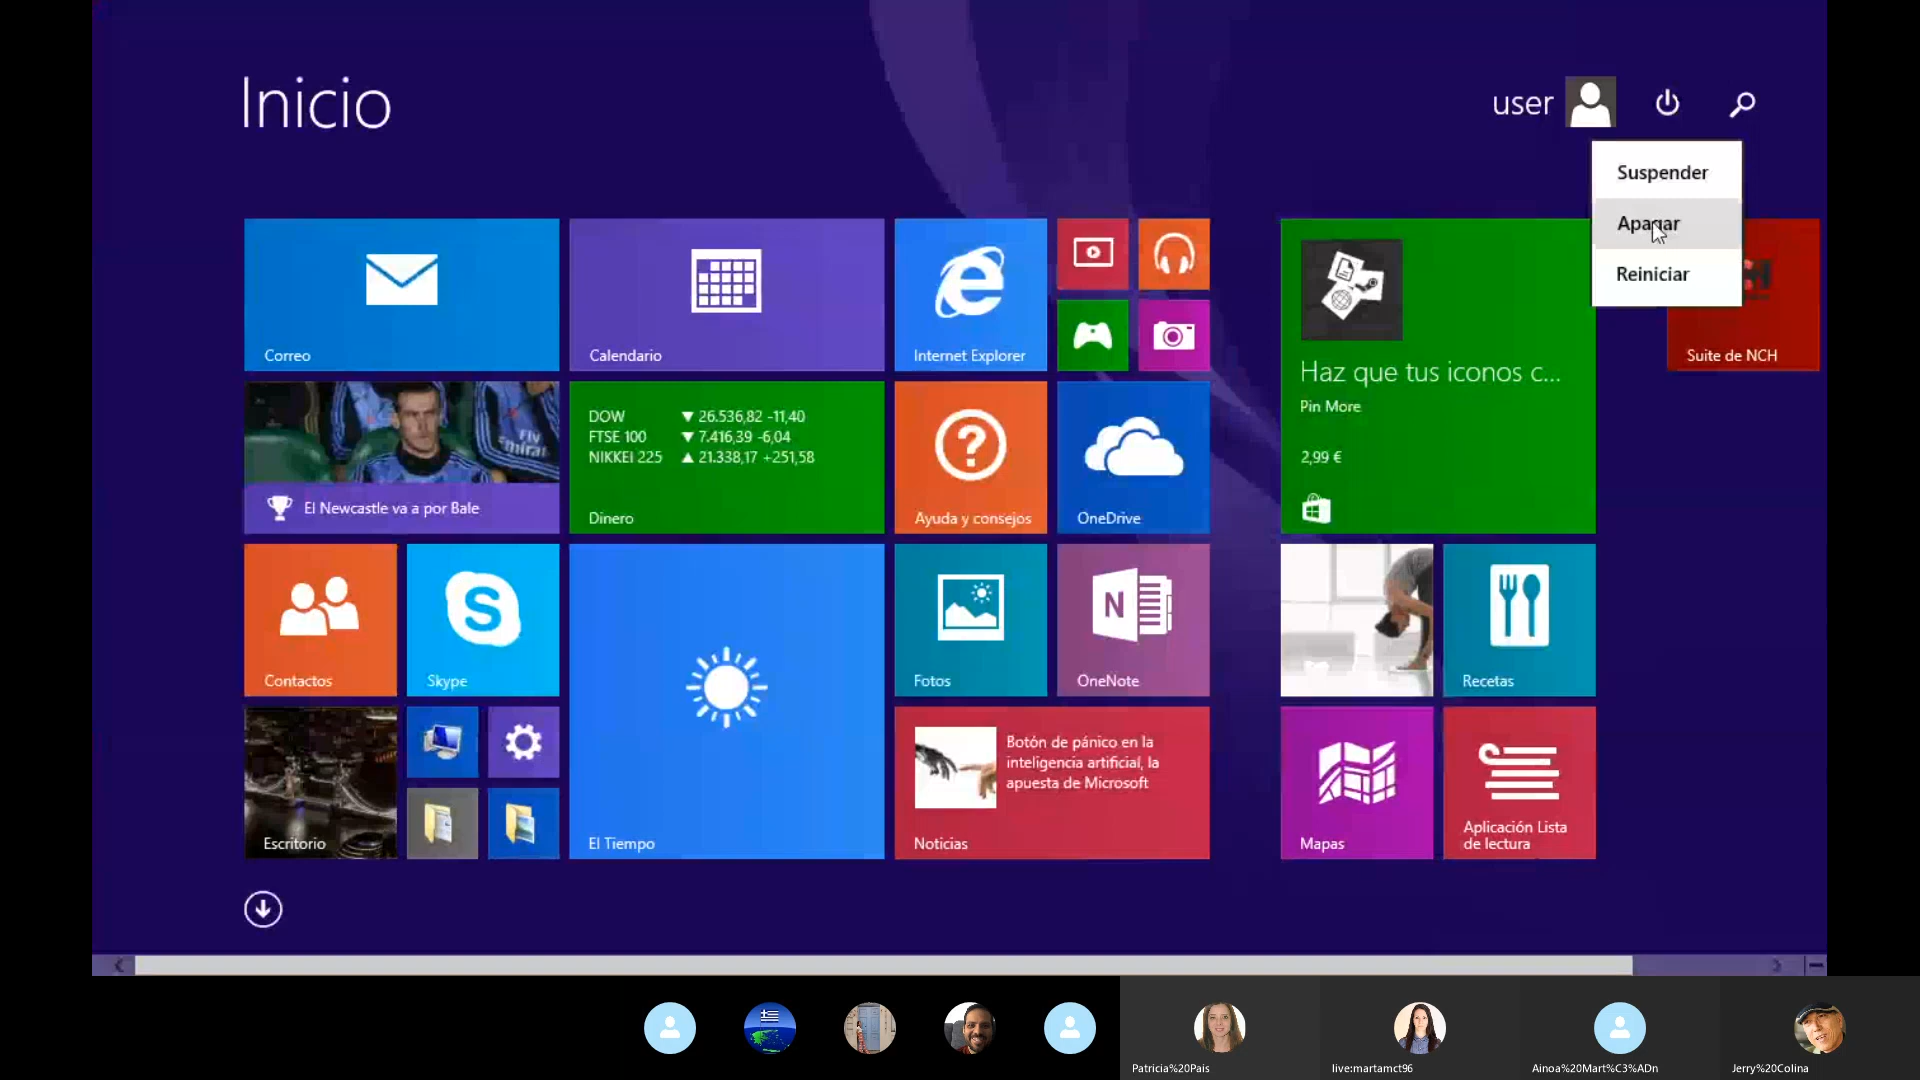 Inicio
user
Suspender
Apagar
Reiniciar
Correo
Calendario
Internet Explorer
Haz que tus iconos c...
Pin More
2,99 €
Suite de NCH
El Newcastle va a por Bale
DOW ▼ 26.536,82 -11,40
FTSE 100 ▼ 7.416,39 -6,04
NIKKEI 225 ▲ 21.338,17 +251,58
Dinero
Ayuda y consejos
OneDrive
Contactos
Skype
El Tiempo
Fotos
OneNote
Recetas
Escritorio
Botón de pánico en la
inteligencia artificial, la
apuesta de Microsoft
Noticias
Mapas
Aplicación Lista
de lectura
Patricia%20Pais
live:martamct96
Ainoa%20Mart%C3%ADn
Jerry%20Colina